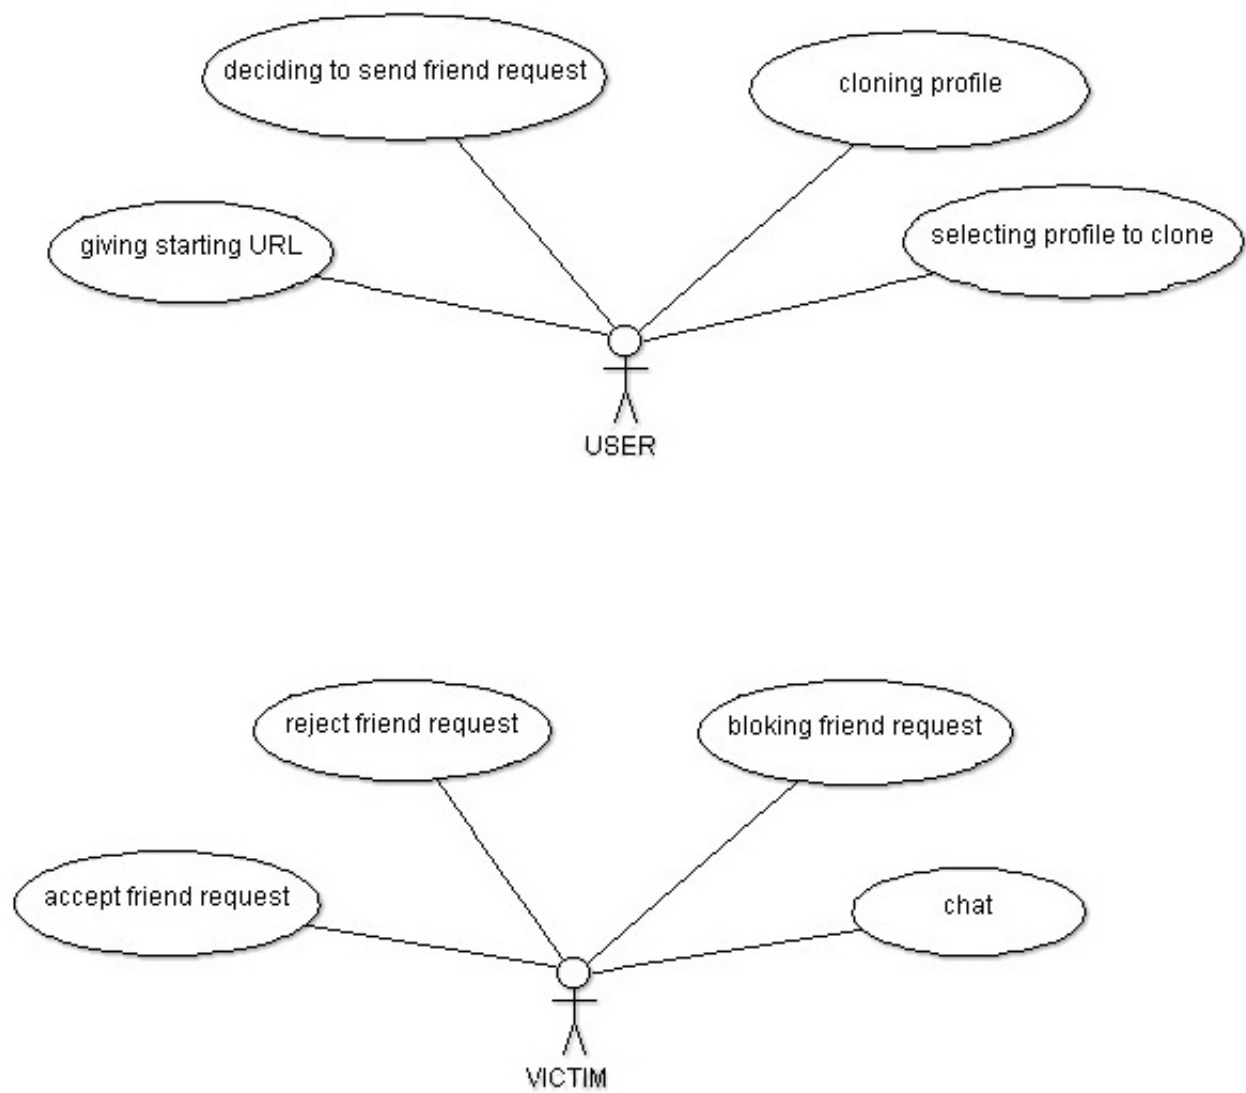 deciding to send friend request
cloning profile
giving starting URL
selecting profile to clone
USER
reject friend request
bloking friend request
accept friend request
chat
VICTIM